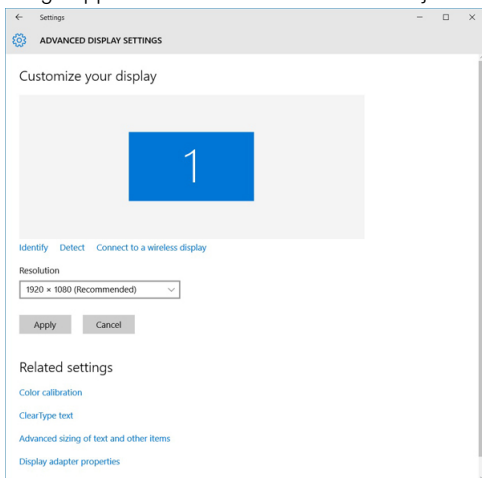 Settings
ADVANCED DISPLAY SETTINGS
Customize your display
1
Identify Detect Connect to a wireless display
Resolution
1920 × 1080 (Recommended)
Apply Cancel
Related settings
Color calibration
ClearType text
Advanced sizing of text and other items
Display adapter properties